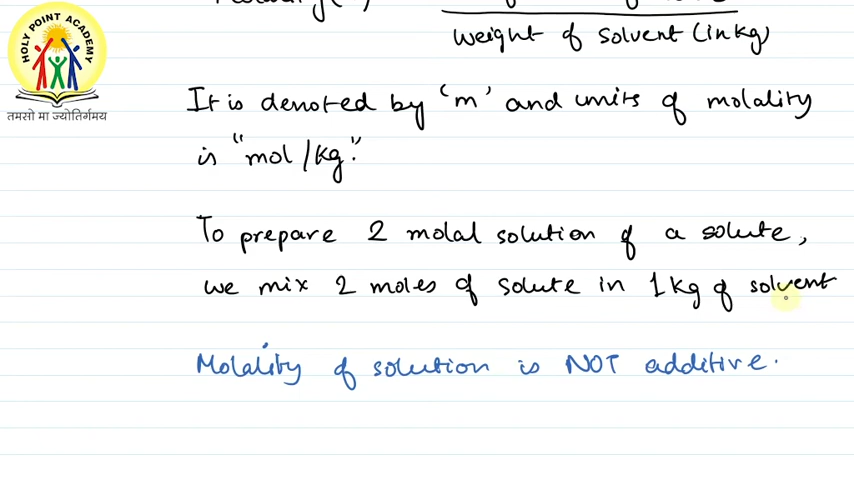 HOLY POINT ACADEMY
तमसो मा ज्योतिर्गमय
weight of solvent (in kg)
It is denoted by 'm' and units of molality
is "mol/kg".
To prepare 2 molal solution of a solute,
we mix 2 moles of solute in 1 kg of solvent
Molality of solution is NOT additive.